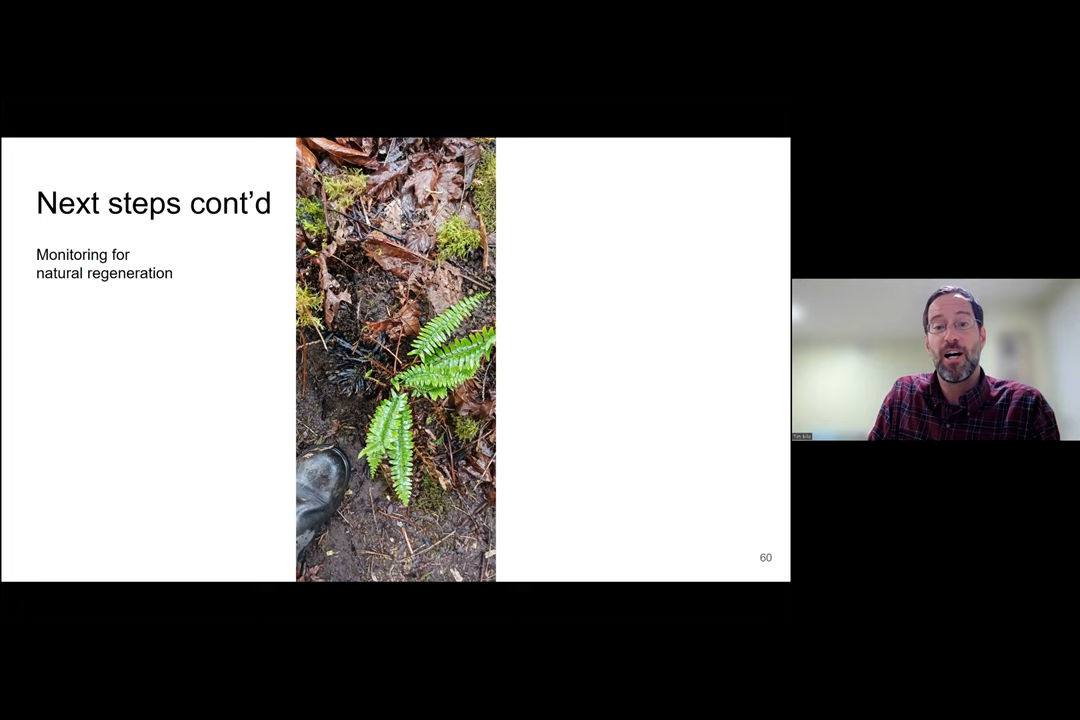 Next steps cont’d
Monitoring for
natural regeneration
60